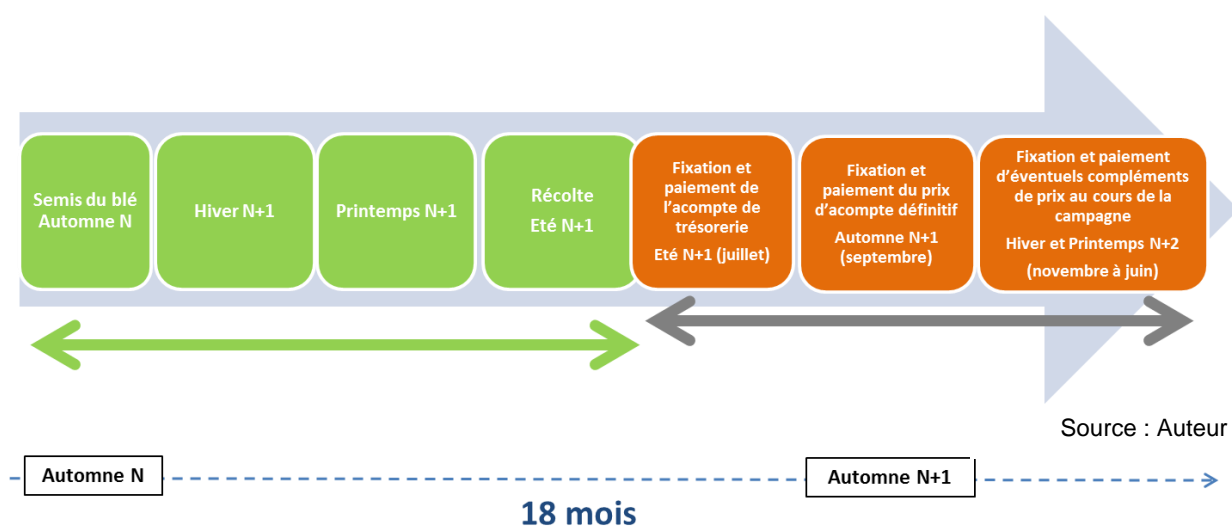 Semis du blé
Automne N
Hiver N+1
Printemps N+1
Récolte
Eté N+1
Fixation et
paiement de
l'acompte de
trésorerie
Eté N+1 (juillet)
Fixation et
paiement du prix
d'acompte définitif
Automne N+1
(septembre)
Fixation et paiement
d'éventuels compléments
de prix au cours de la
campagne
Hiver et Printemps N+2
(novembre à juin)
Source : Auteur
Automne N
Automne N+1
18 mois